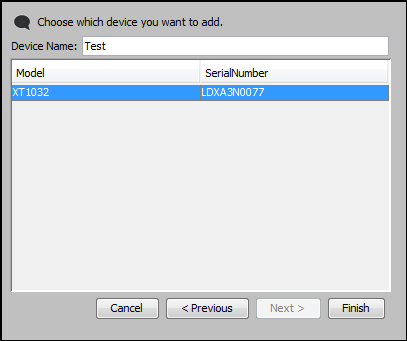 Choose which device you want to add.
Device Name: Test
Model SerialNumber
XT1032 LDXA3N0077
Cancel < Previous Next > Finish